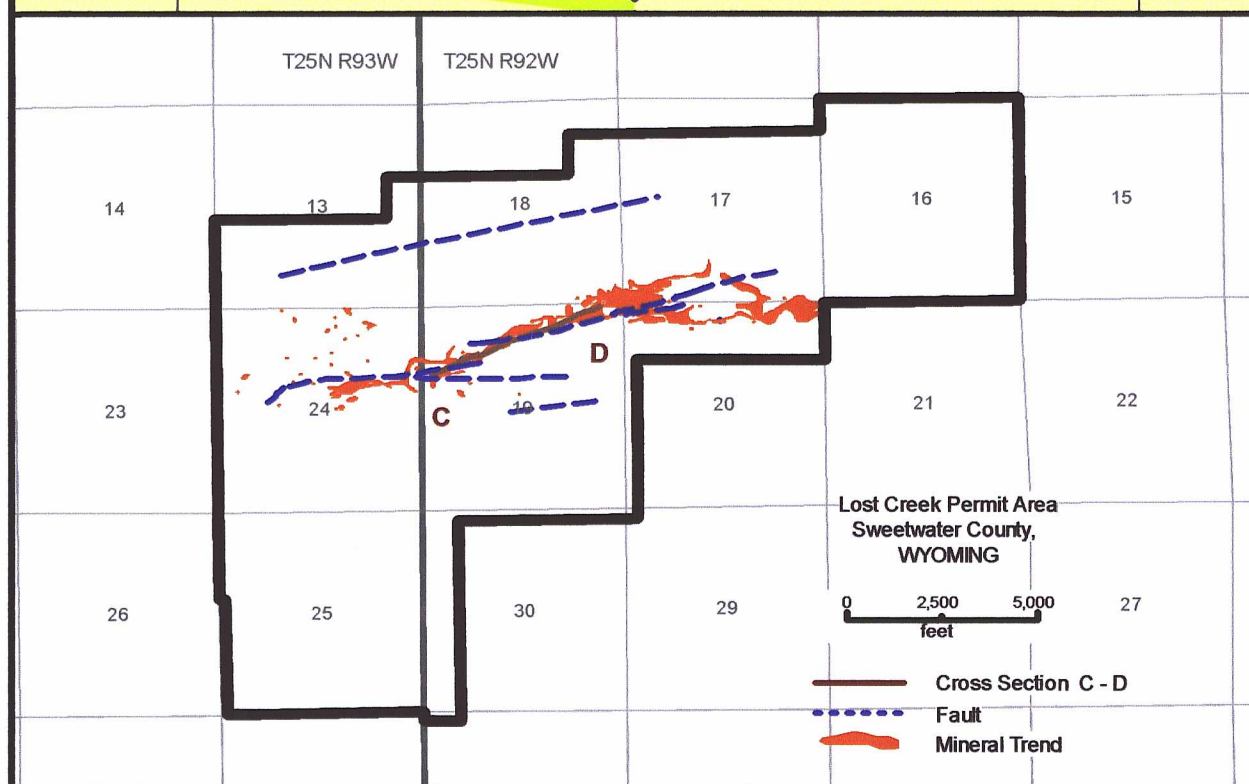 T25N R93W
T25N R92W
14
13
18
17
16
15
D
C
23
24
19
20
21
22
Lost Creek Permit Area
Sweetwater County,
WYOMING
0 2,500 5,000
feet
26
25
30
29
27
Cross Section C - D
Fault
Mineral Trend